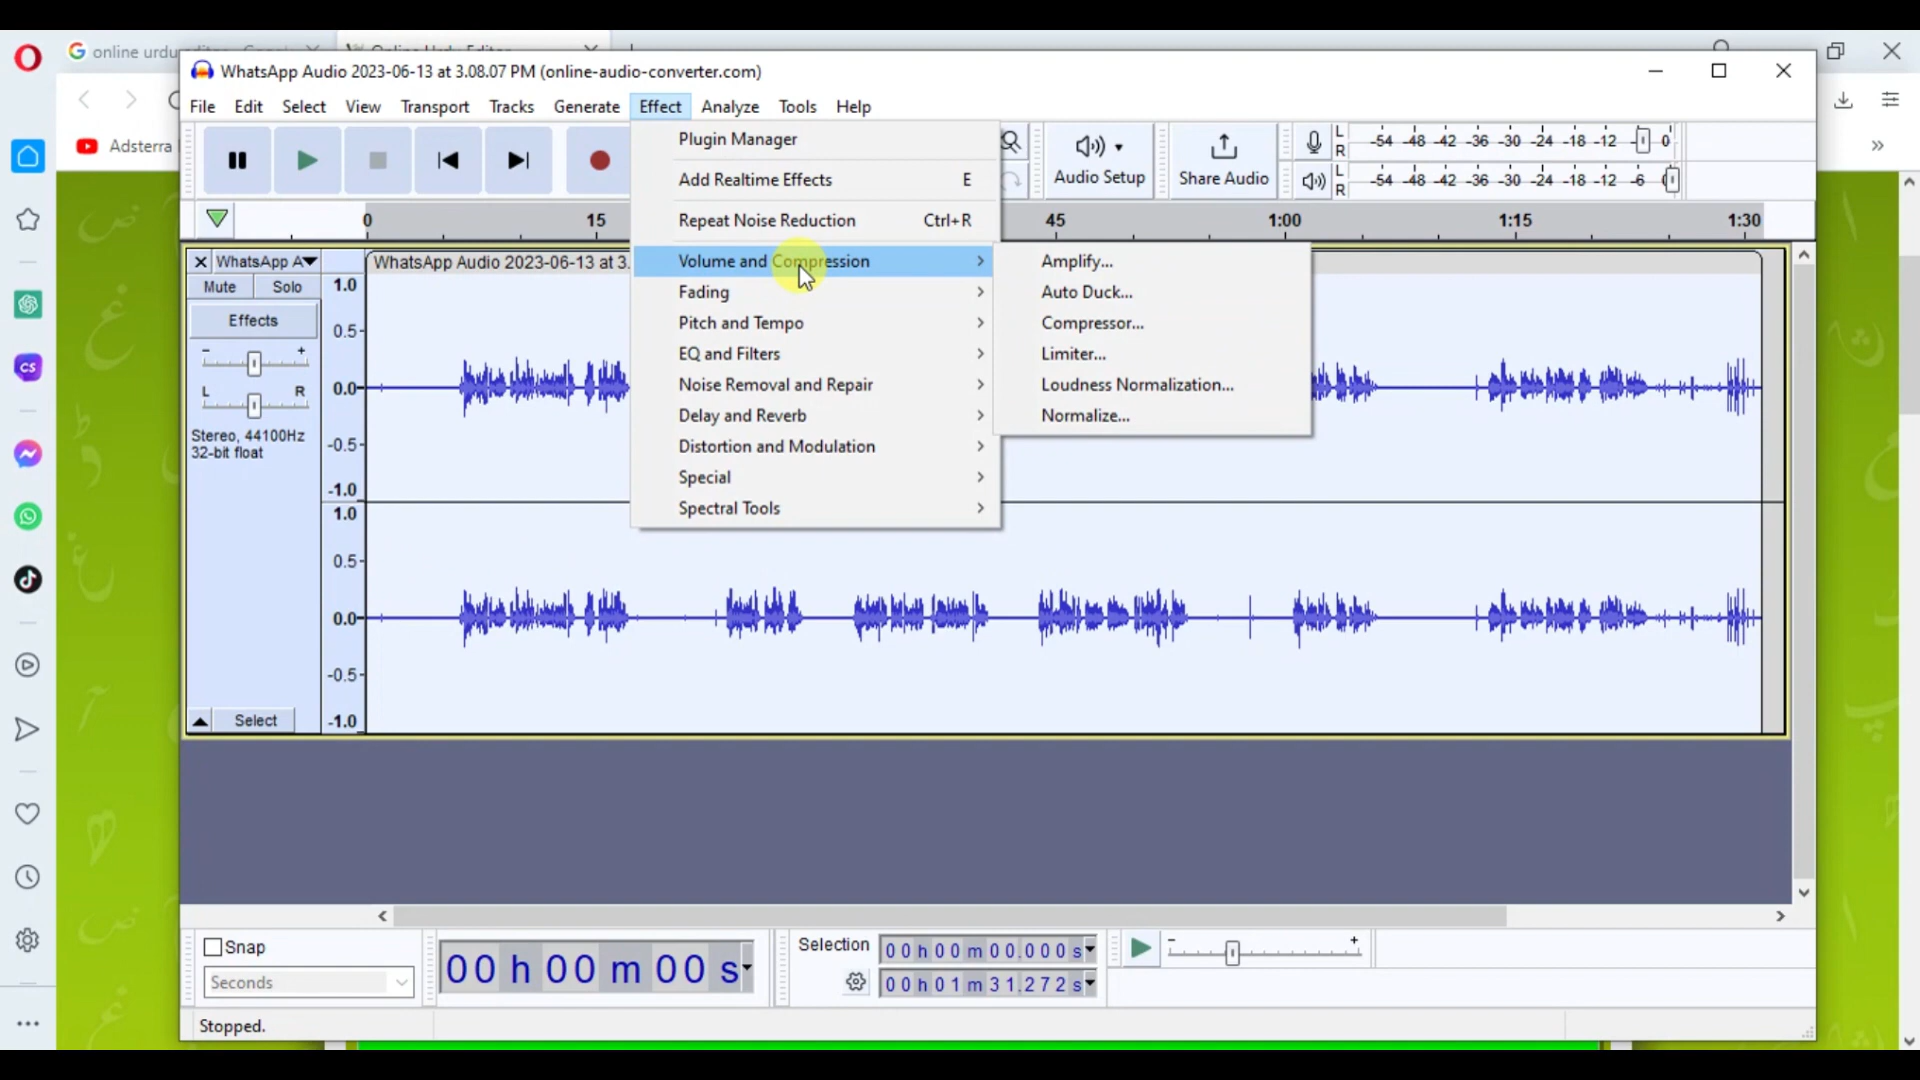 online urdu
WhatsApp Audio 2023-06-13 at 3.08.07 PM (online-audio-converter.com)
File Edit Select View Transport Tracks Generate Effect Analyze Tools Help
Adsterra
Plugin Manager
Add Realtime Effects E
Repeat Noise Reduction Ctrl+R
Volume and Compression
Fading
Pitch and Tempo
EQ and Filters
Noise Removal and Repair
Delay and Reverb
Distortion and Modulation
Special
Spectral Tools
Amplify...
Auto Duck...
Compressor...
Limiter...
Loudness Normalization...
Normalize...
Audio Setup
Share Audio
L
R
-54 -48 -42 -36 -30 -24 -18 -12 0
L
R
-54 -48 -42 -36 -30 -24 -18 -12 -6
0 15 45 1:00 1:15 1:30
WhatsApp A
WhatsApp Audio 2023-06-13 at 3.
Mute Solo
Effects
- +
L R
Stereo, 44100Hz
32-bit float
1.0
0.5
0.0
-0.5
-1.0
1.0
0.5
0.0
-0.5
-1.0
Select
CS
Snap
Seconds
00 h 00 m 00 s
Selection
00 h 00 m 00.000 s
00 h 01 m 31.272 s
- +
Stopped.